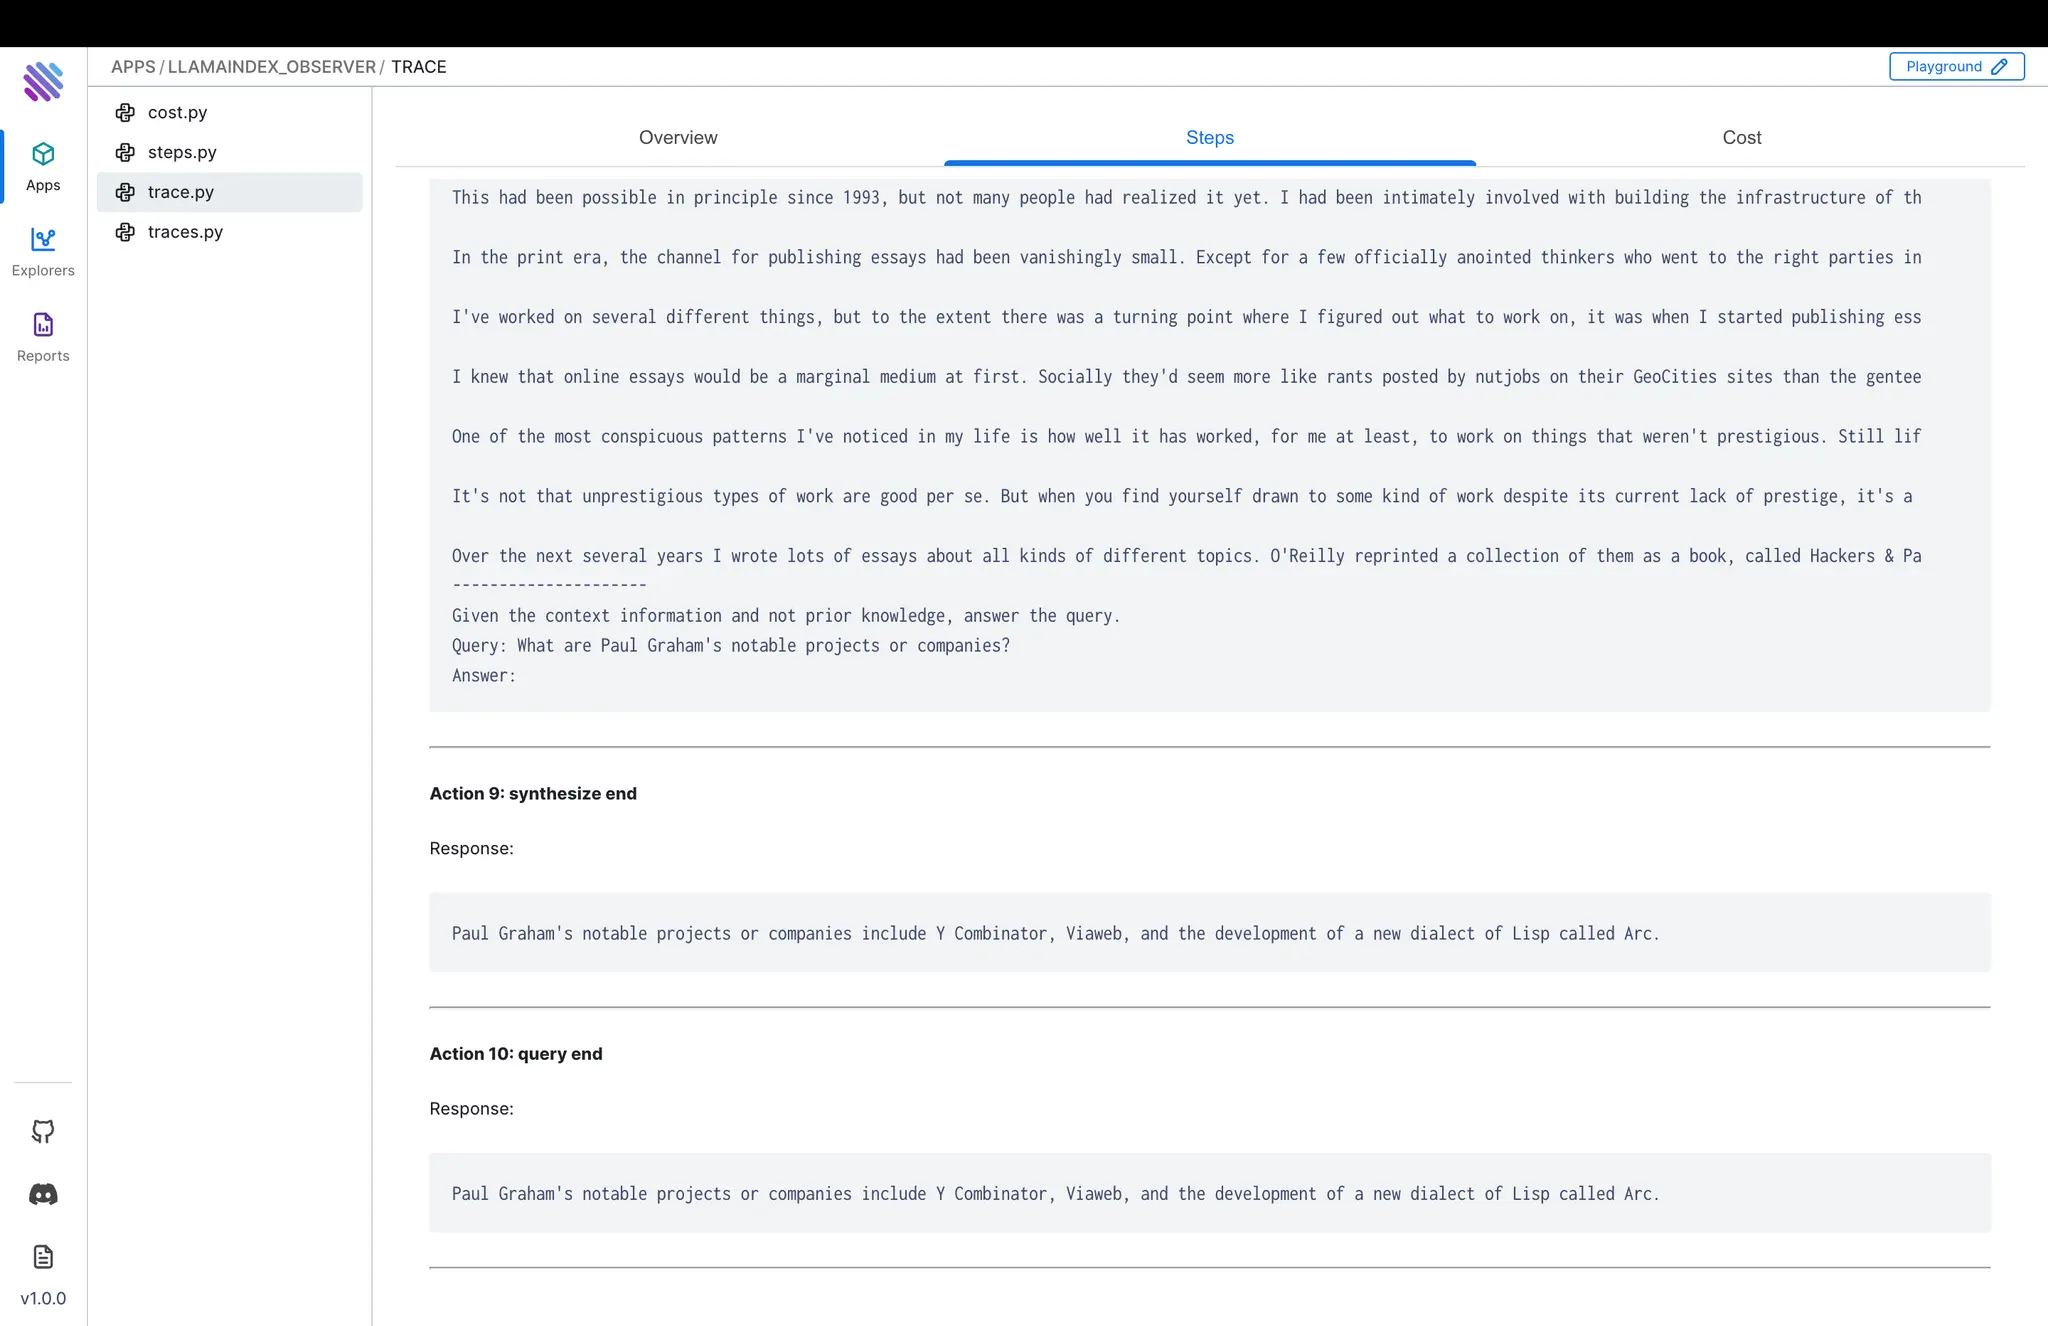 APPS / LLAMAINDEX_OBSERVER / TRACE
Playground
Apps
Explorers
Reports
v1.0.0
cost.py
steps.py
trace.py
traces.py
Overview
Steps
Cost
This had been possible in principle since 1993, but not many people had realized it yet. I had been intimately involved with building the infrastructure of th
In the print era, the channel for publishing essays had been vanishingly small. Except for a few officially anointed thinkers who went to the right parties in
I've worked on several different things, but to the extent there was a turning point where I figured out what to work on, it was when I started publishing ess
I knew that online essays would be a marginal medium at first. Socially they'd seem more like rants posted by nutjobs on their GeoCities sites than the gentee
One of the most conspicuous patterns I've noticed in my life is how well it has worked, for me at least, to work on things that weren't prestigious. Still lif
It's not that unprestigious types of work are good per se. But when you find yourself drawn to some kind of work despite its current lack of prestige, it's a
Over the next several years I wrote lots of essays about all kinds of different topics. O'Reilly reprinted a collection of them as a book, called Hackers & Pa
---------------------
Given the context information and not prior knowledge, answer the query.
Query: What are Paul Graham's notable projects or companies?
Answer:
Action 9: synthesize end
Response:
Paul Graham's notable projects or companies include Y Combinator, Viaweb, and the development of a new dialect of Lisp called Arc.
Action 10: query end
Response:
Paul Graham's notable projects or companies include Y Combinator, Viaweb, and the development of a new dialect of Lisp called Arc.